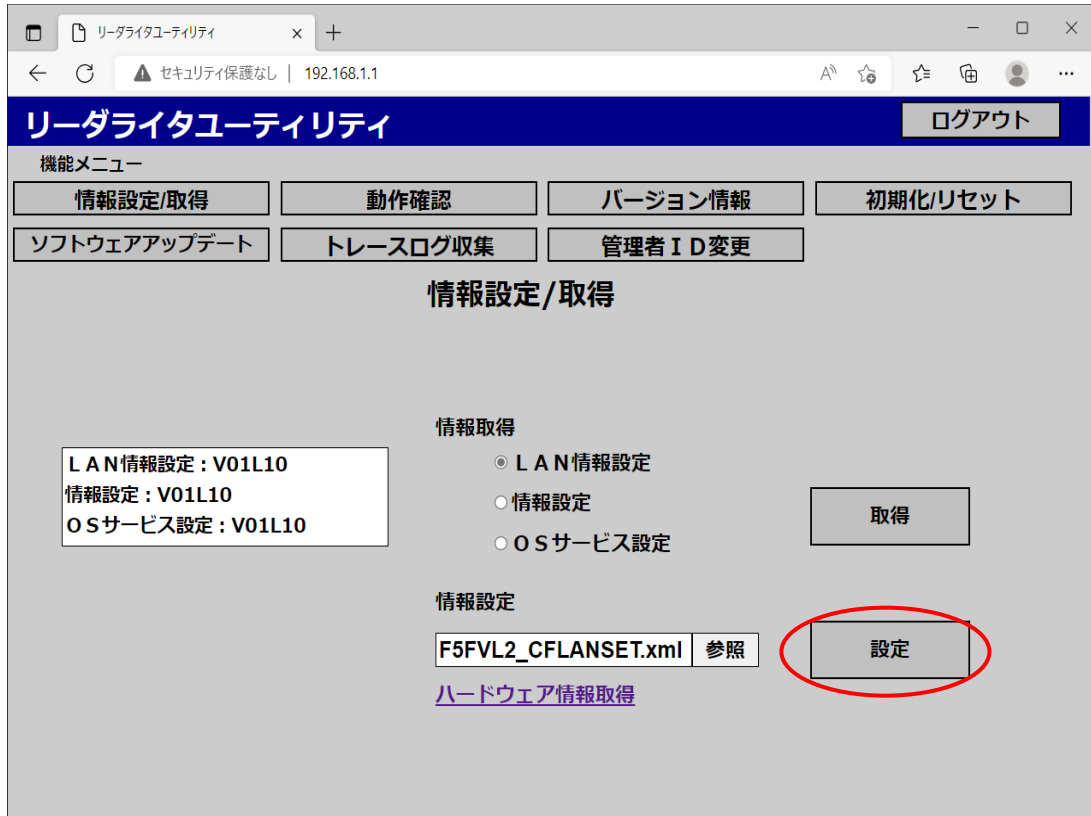 リーダライタユーティリティ
セキュリティ保護なし | 192.168.1.1
リーダライタユーティリティ ログアウト
機能メニュー
情報設定/取得 動作確認 バージョン情報 初期化/リセット
ソフトウェアアップデート トレースログ収集 管理者ＩＤ変更
情報設定/取得
情報取得
ＬＡＮ情報設定：V01L10
情報設定：V01L10
ＯＳサービス設定：V01L10
ＬＡＮ情報設定
情報設定
ＯＳサービス設定
取得
情報設定
F5FVL2_CFLANSET.xml 参照 設定
ハードウェア情報取得